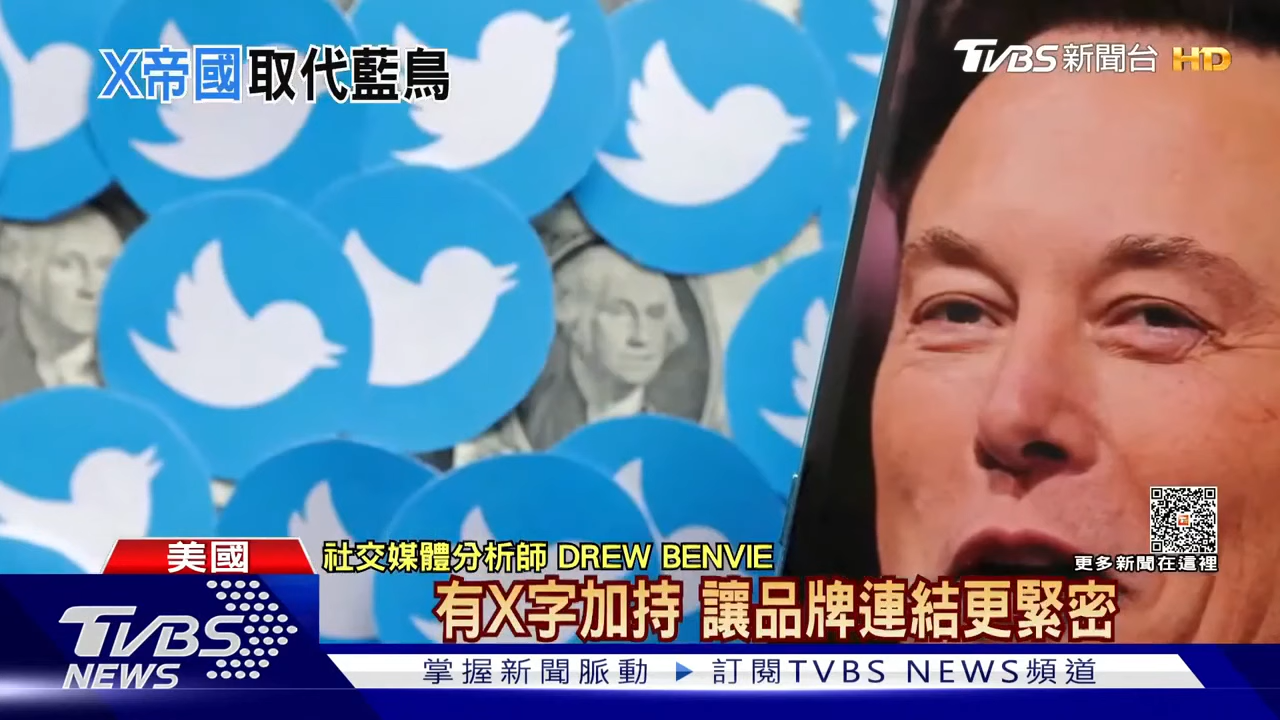 X帝國取代藍鳥
TVBS新聞台 HD
更多新聞在這裡
美國
社交媒體分析師 DREW BENVIE
有X字加持 讓品牌連結更緊密
TVBS NEWS
掌握新聞脈動 ▶ 訂閱TVBS NEWS頻道